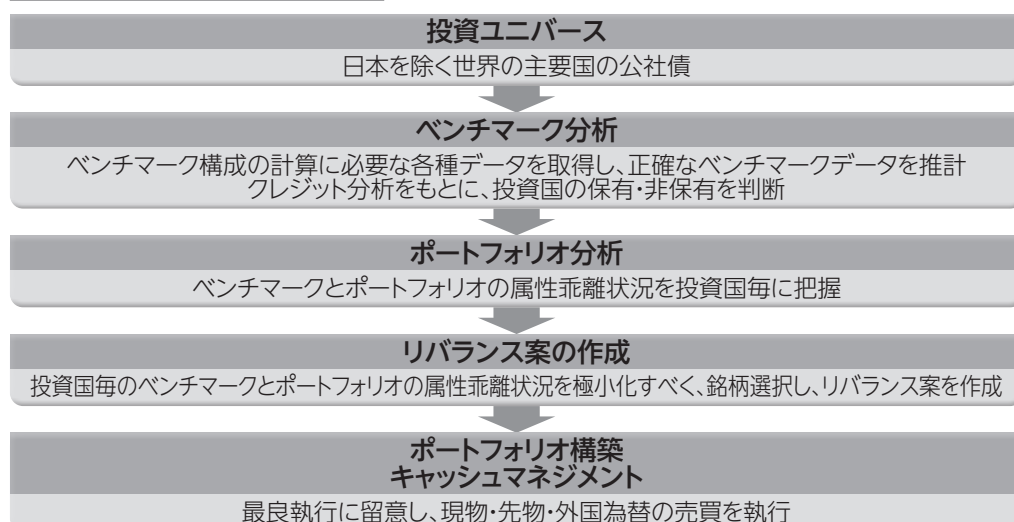 投資ユニバース
日本を除く世界の主要国の公社債
ベンチマーク分析
ベンチマーク構成の計算に必要な各種データを取得し、正確なベンチマークデータを推計
クレジット分析をもとに、投資国の保有・非保有を判断
ポートフォリオ分析
ベンチマークとポートフォリオの属性乖離状況を投資国毎に把握
リバランス案の作成
投資国毎のベンチマークとポートフォリオの属性乖離状況を極小化すべく、銘柄選択し、リバランス案を作成
ポートフォリオ構築
キャッシュマネジメント
最良執行に留意し、現物・先物・外国為替の売買を執行